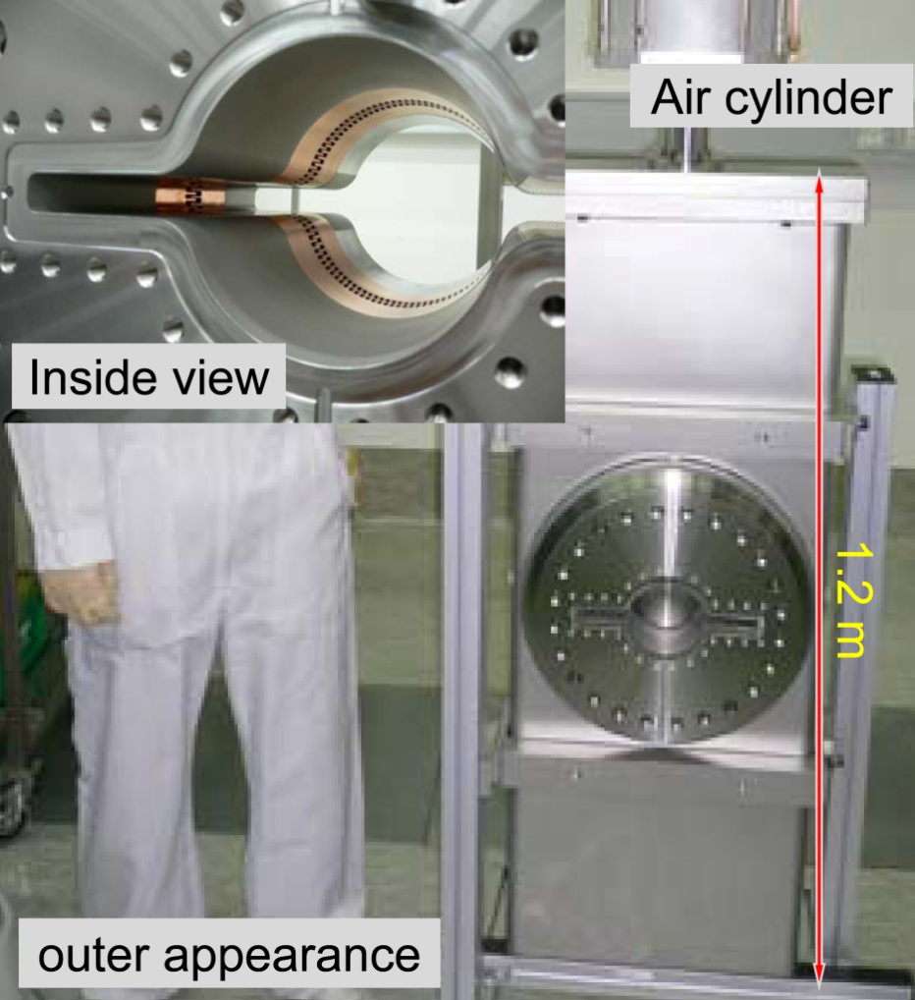 Air cylinder
Inside view
1.2 m
outer appearance